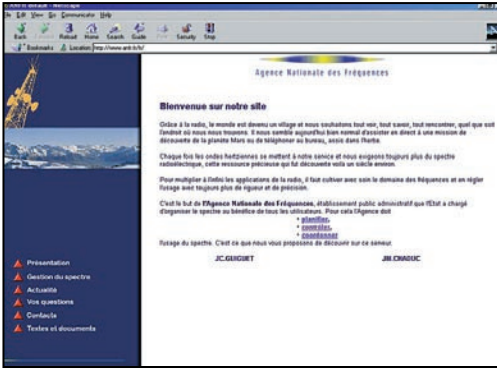 File Edit View Go Communicator Help
Back Reload Home Search Guide Security Stop
Bookmarks Location http://www.anfr.fr/
Agence Nationale des Fréquences
Bienvenue sur notre site
Grâce à la radio, le monde est devenu un village et nous souhaitons tout voir, tout savoir, tout rencontrer, quel que soit
l'endroit où nous nous trouvons. Il nous semble aujourd'hui bien normal d'assister en direct à une mission de
découverte de la planète Mars ou de téléphoner au bureau, assis dans l'herbe.
Chaque fois les ondes hertziennes se mettent à notre service et nous exigeons toujours plus du spectre
radioélectrique, cette ressource précieuse qui fut découverte voilà un siècle environ.
Pour multiplier à l'infini les applications de la radio, il faut cultiver avec soin le domaine des fréquences et en régler
l'usage avec toujours plus de rigueur et de précision.
C'est le but de l'Agence Nationale des Fréquences, établissement public administratif que l'Etat a chargé
d'organiser le spectre au bénéfice de tous les utilisateurs. Pour cela l'Agence doit
• planifier,
• contrôler,
• coordonner
l'usage du spectre. C'est ce que nous vous proposons de découvrir sur ce serveur.
JC.GUIGUET JM.CHADUC
Présentation
Gestion du spectre
Actualité
Vos questions
Contacts
Textes et documents